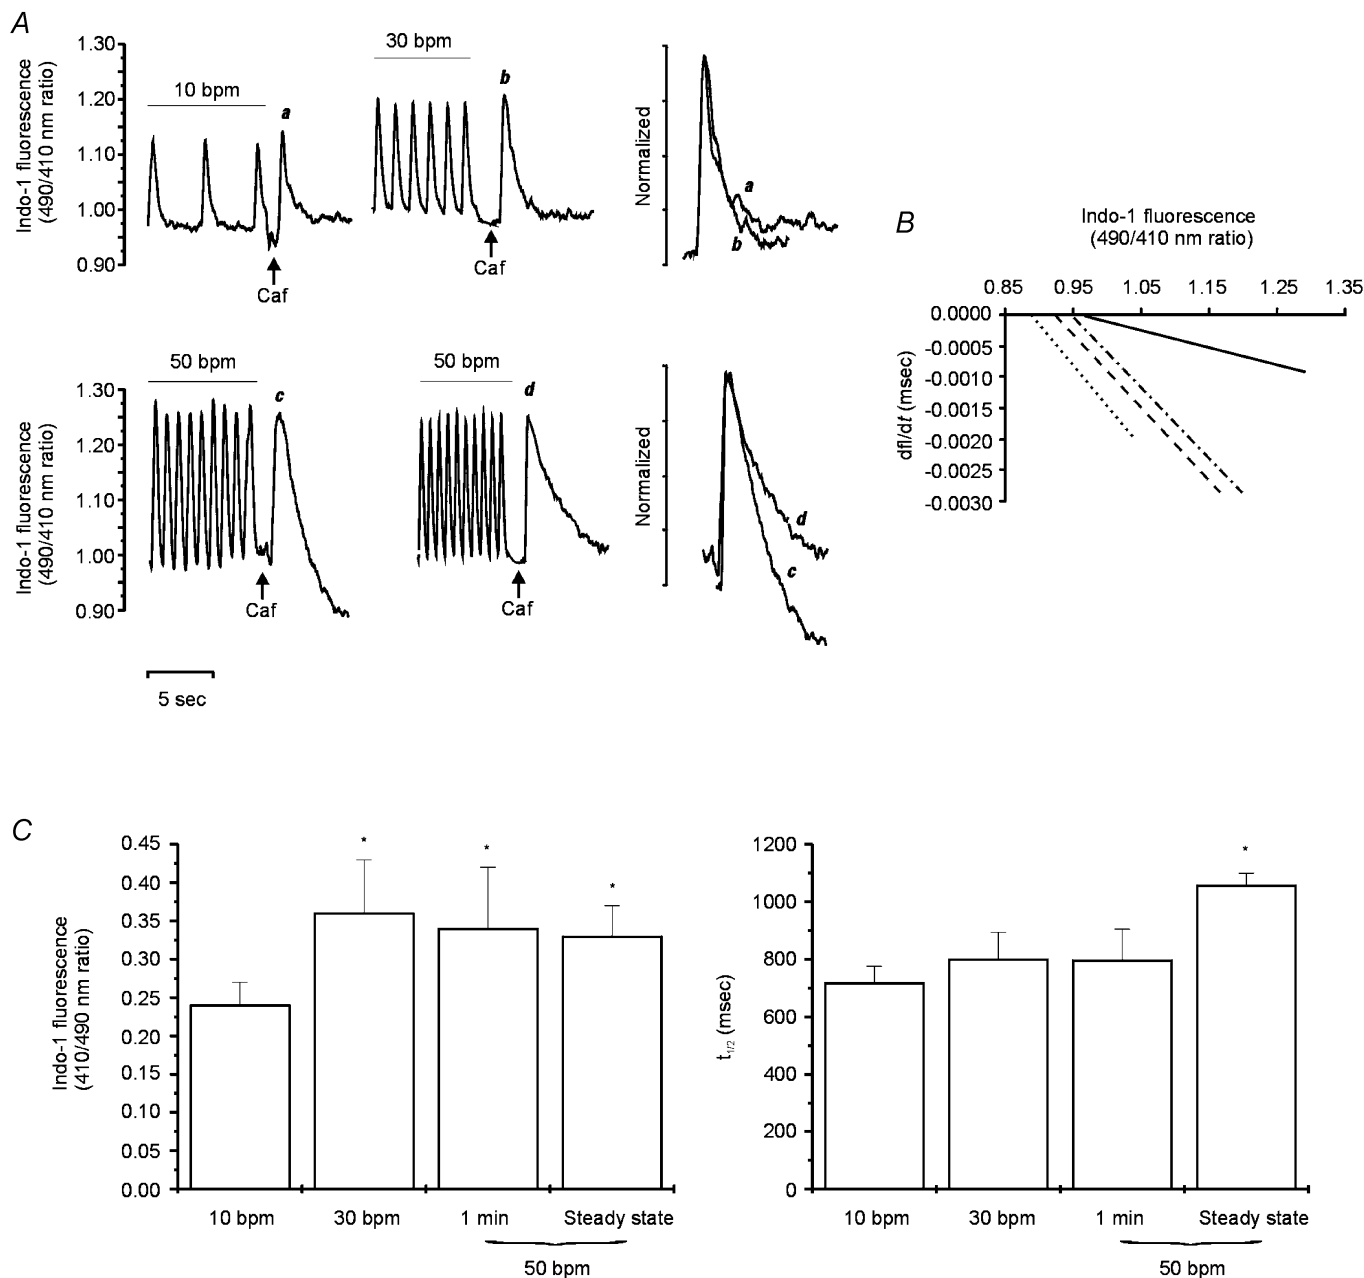 A
Indo-1 fluorescence
(490/410 nm ratio)
1.30
1.20
1.10
1.00
0.90
10 bpm
a
Caf
30 bpm
b
Caf
Normalized
a
b
B
Indo-1 fluorescence
(490/410 nm ratio)
0.85 0.95 1.05 1.15 1.25 1.35
dfl/dt (msec)
0.0000
-0.0005
-0.0010
-0.0015
-0.0020
-0.0025
-0.0030
Indo-1 fluorescence
(490/410 nm ratio)
1.30
1.20
1.10
1.00
0.90
50 bpm
c
Caf
50 bpm
d
Caf
Normalized
d
c
5 sec
C
Indo-1 fluorescence
(410/490 nm ratio)
0.45
0.40
0.35
0.30
0.25
0.20
0.15
0.10
0.05
0.00
* * *
10 bpm 30 bpm 1 min Steady state
50 bpm
t1/2 (msec)
1200
1000
800
600
400
200
0
*
10 bpm 30 bpm 1 min Steady state
50 bpm